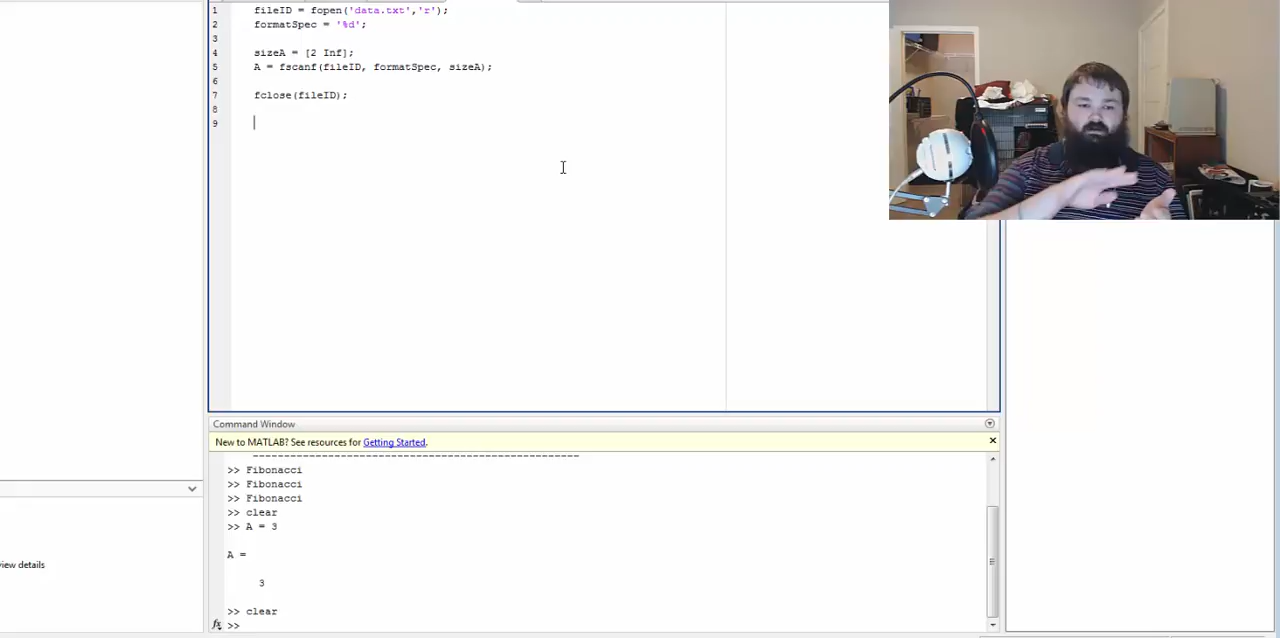 1 fileID = fopen('data.txt','r');
2 formatSpec = '%d';
3
4 sizeA = [2 Inf];
5 A = fscanf(fileID, formatSpec, sizeA);
6
7 fclose(fileID);
8
9
Command Window
New to MATLAB? See resources for Getting Started.
>> Fibonacci
>> Fibonacci
>> Fibonacci
>> clear
>> A = 3
A =
3
>> clear
fx >>
view details